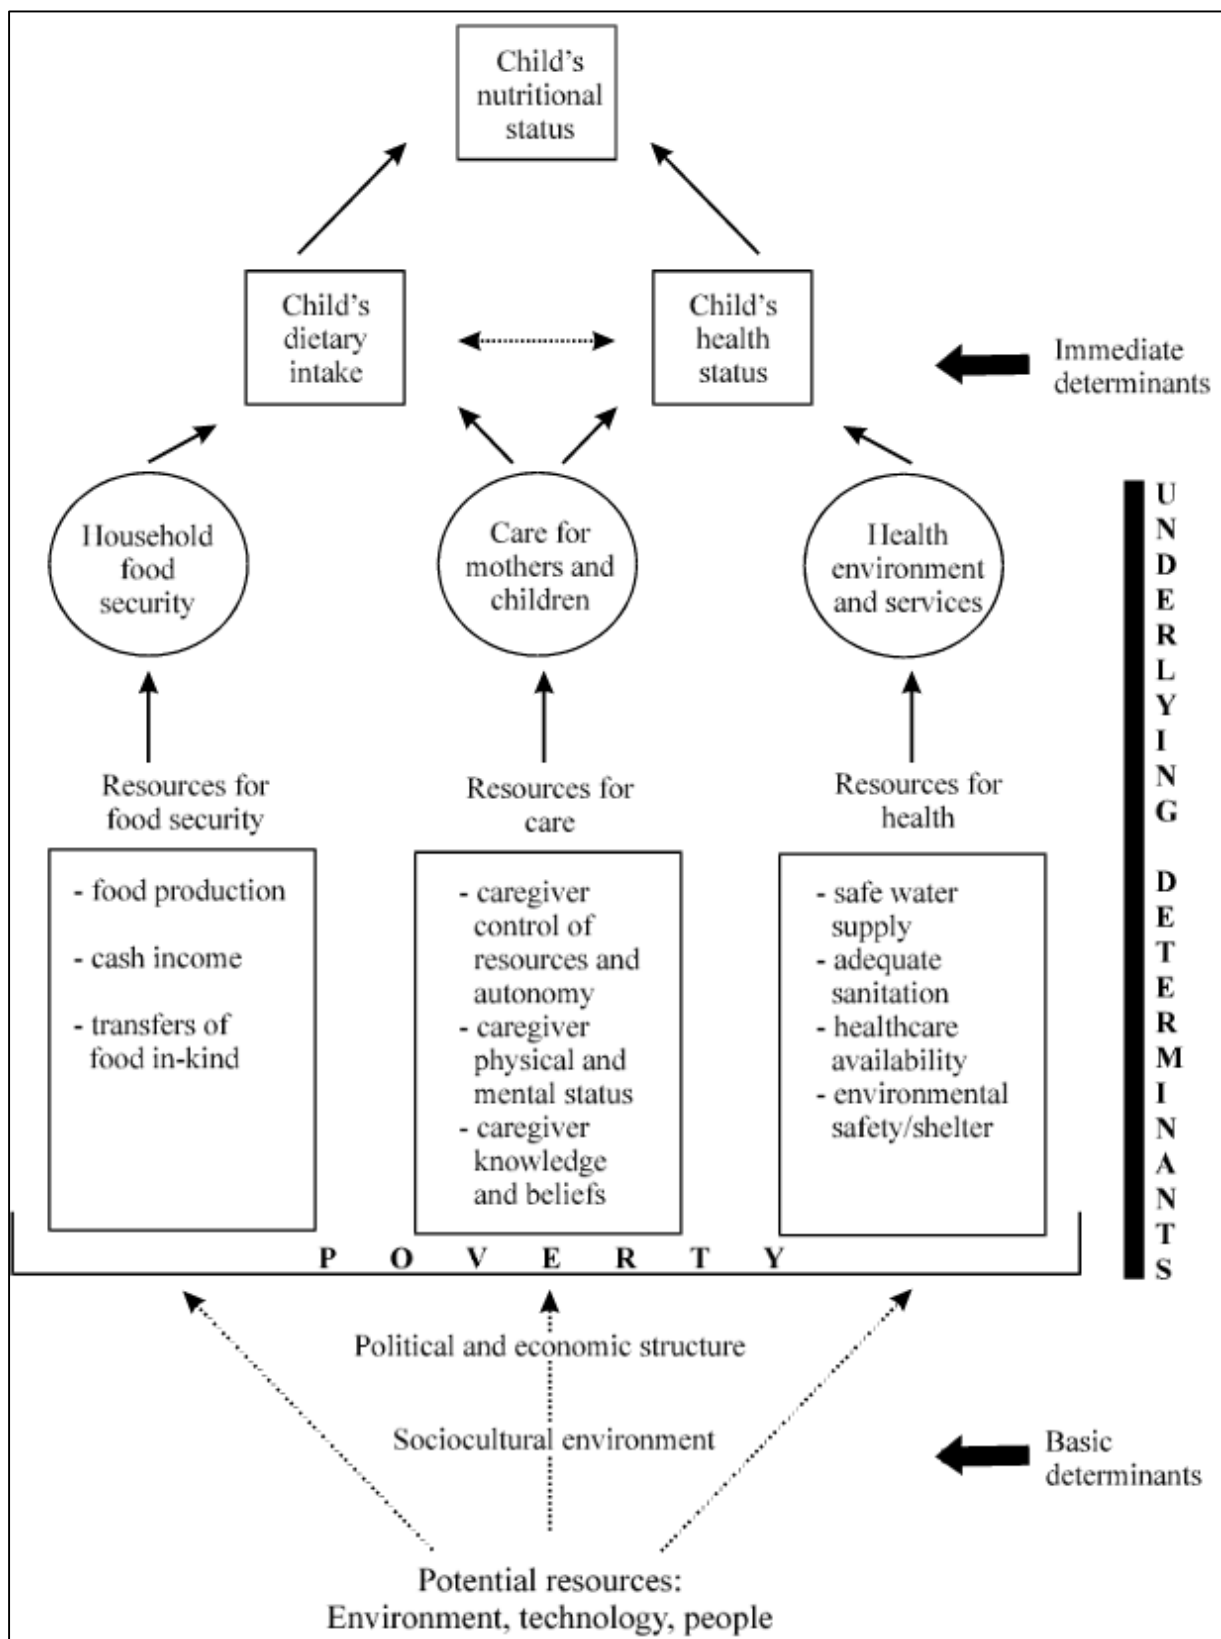 Child's
nutritional
status
Child's
dietary
intake
Child's
health
status
Immediate
determinants
Household
food
security
Care for
mothers and
children
Health
environment
and services
UNDERLYING DETERMINANTS
Resources for
food security
Resources for
care
Resources for
health
- food production
- cash income
- transfers of
food in-kind
- caregiver
control of
resources and
autonomy
- caregiver
physical and
mental status
- caregiver
knowledge
and beliefs
- safe water
supply
- adequate
sanitation
- healthcare
availability
- environmental
safety/shelter
POVERTY
Political and economic structure
Sociocultural environment
Basic
determinants
Potential resources:
Environment, technology, people